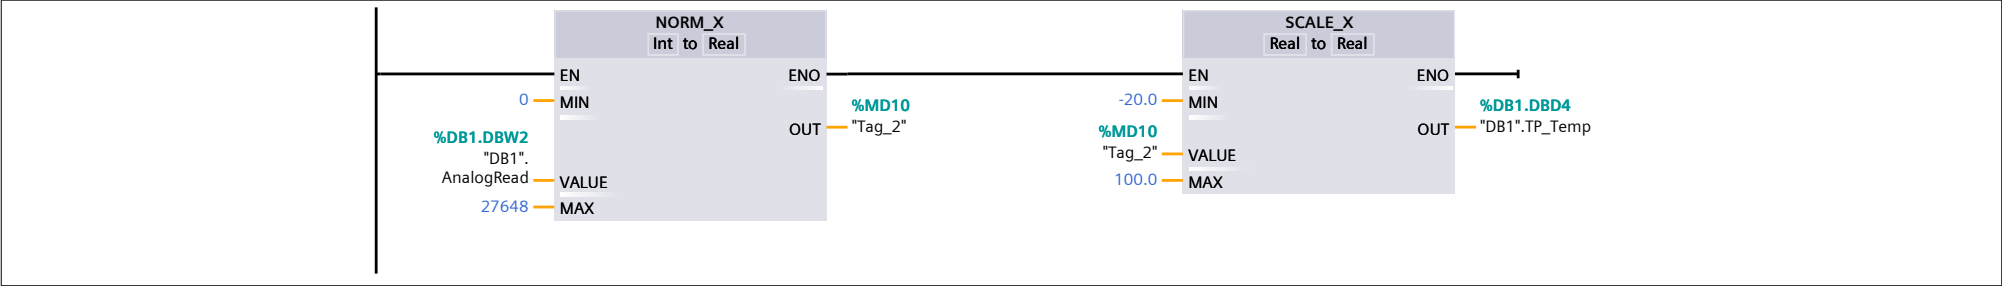 NORM_X
Int to Real
EN
ENO
0
MIN
%MD10
OUT
"Tag_2"
%DB1.DBW2
"DB1".
AnalogRead
VALUE
27648
MAX
SCALE_X
Real to Real
EN
ENO
-20.0
MIN
%DB1.DBD4
OUT
"DB1".TP_Temp
%MD10
"Tag_2"
VALUE
100.0
MAX